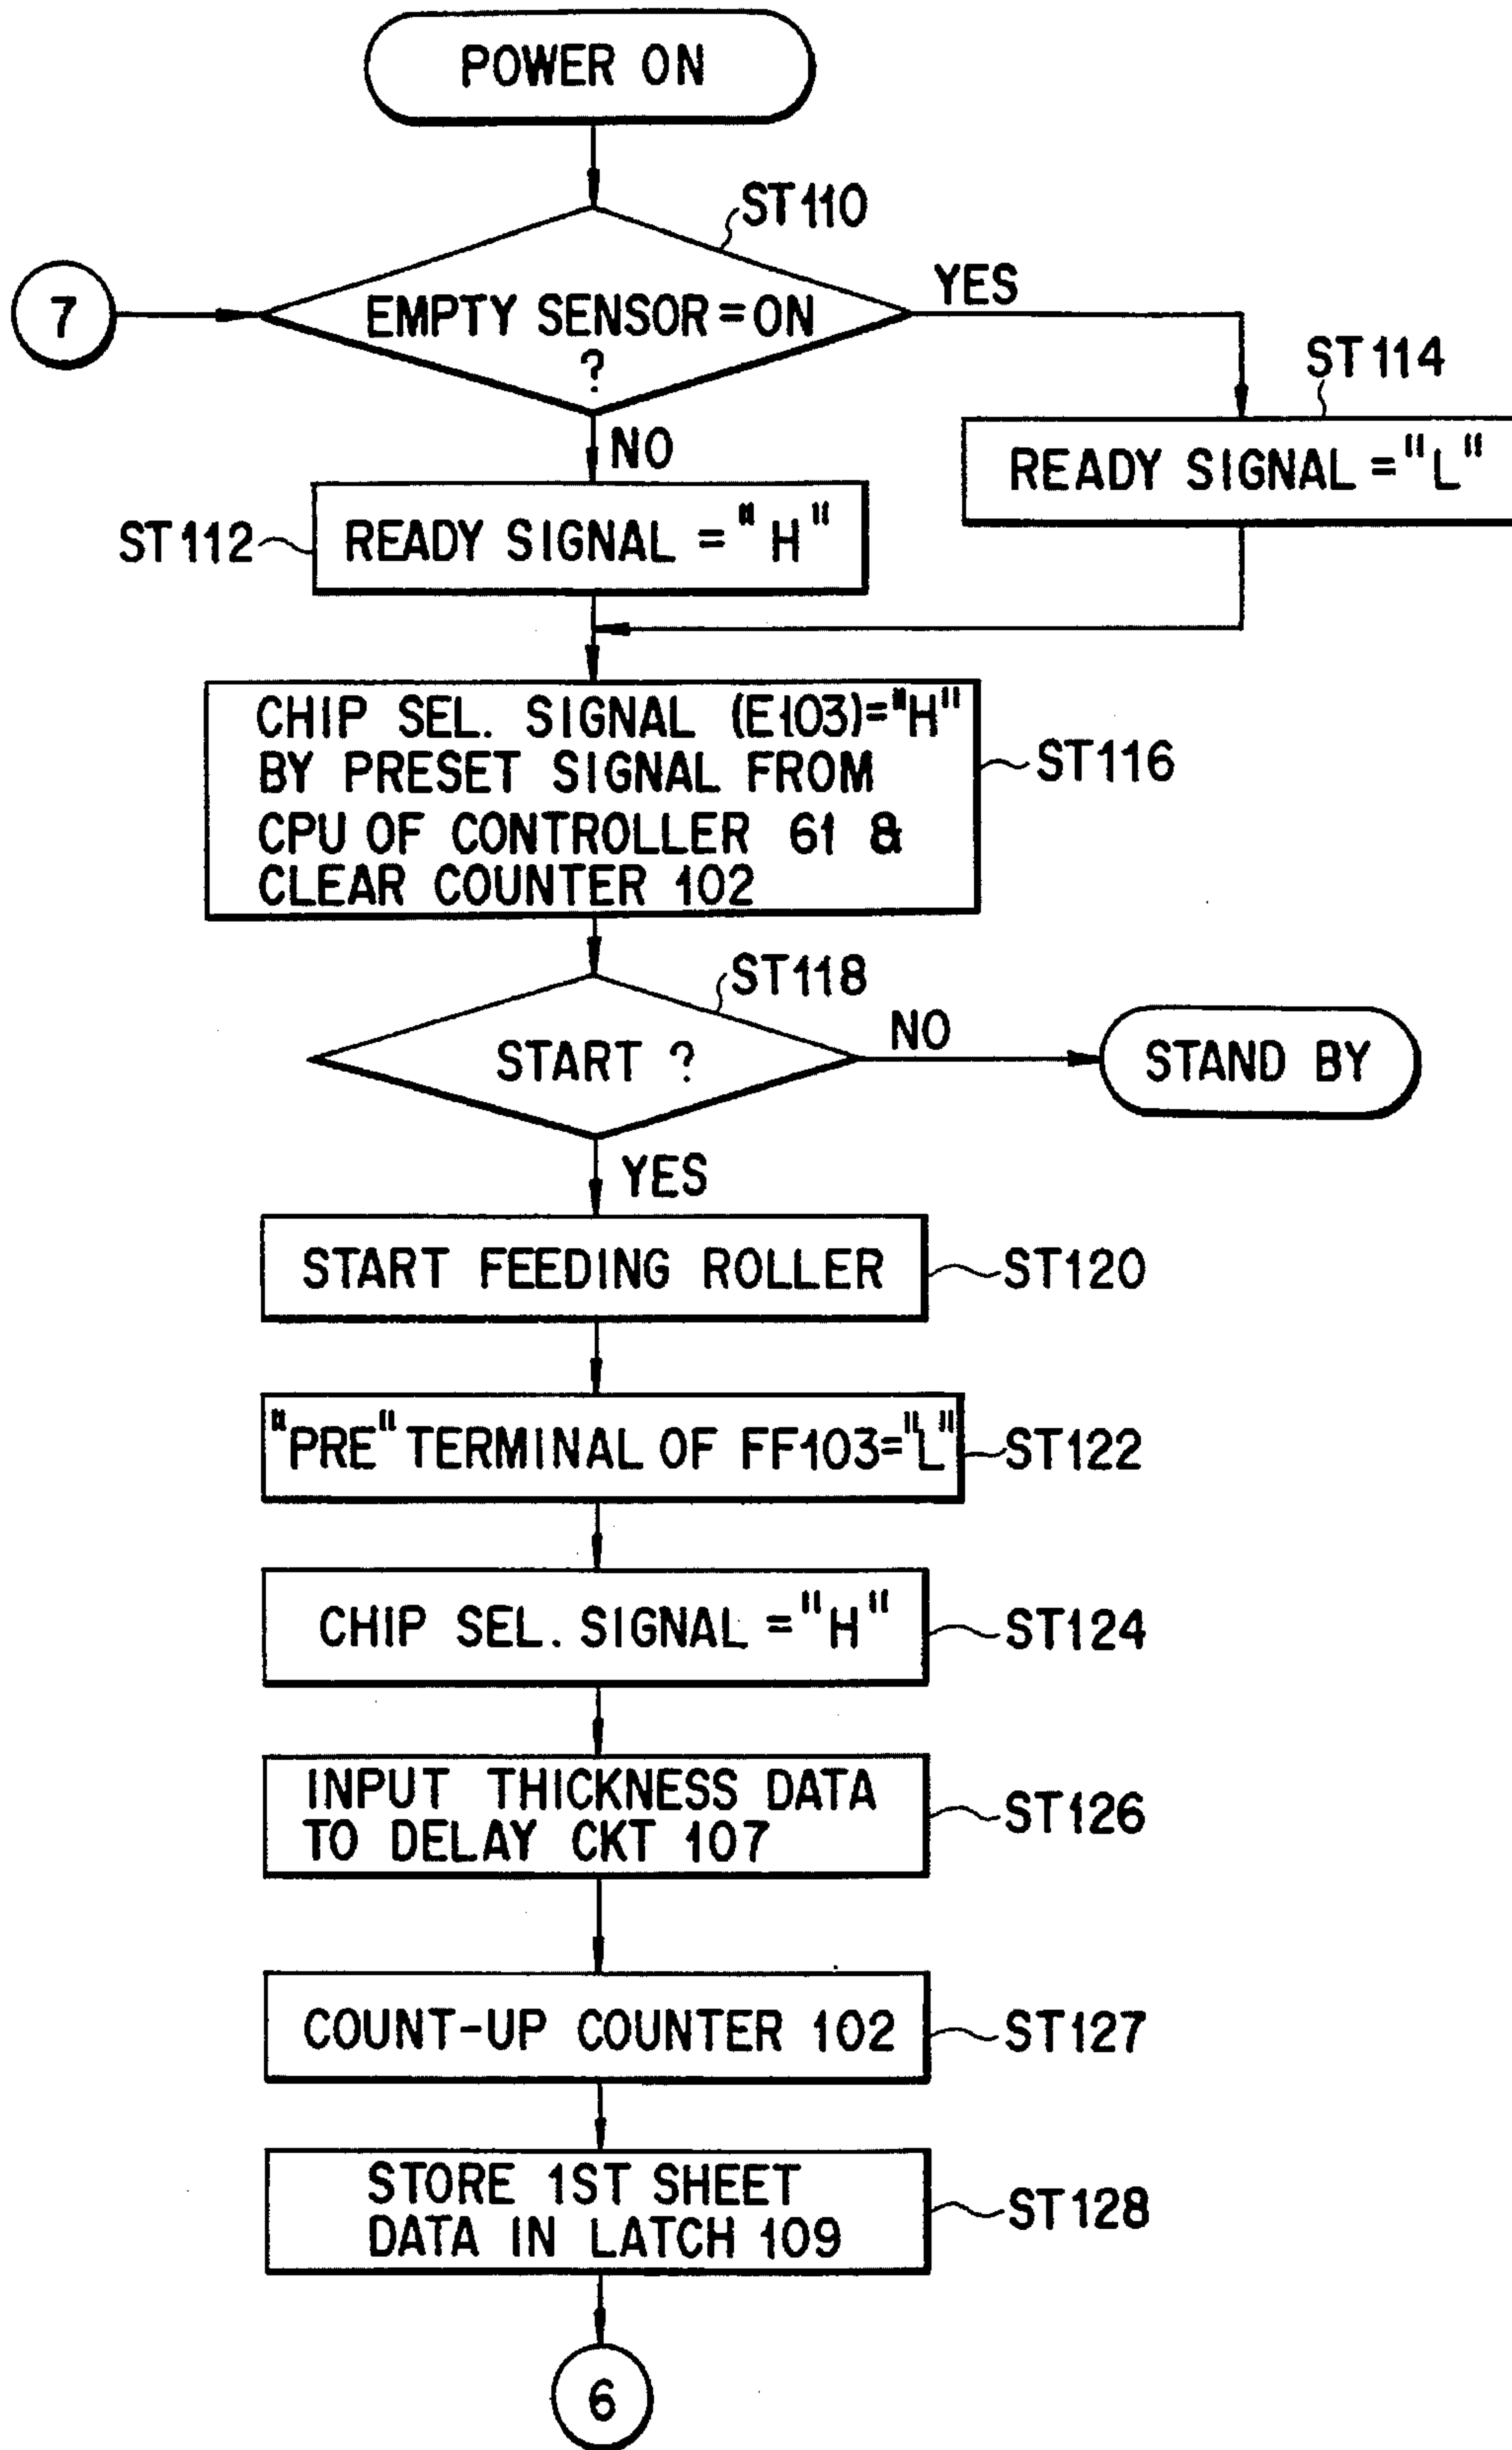 POWER ON
ST110
7
EMPTY SENSOR=ON
?
YES
ST114
NO
READY SIGNAL ="L"
ST112
READY SIGNAL ="H"
CHIP SEL. SIGNAL (E103)="H"
BY PRESET SIGNAL FROM
CPU OF CONTROLLER 61 &
CLEAR COUNTER 102
ST116
ST118
START ?
NO
STAND BY
YES
START FEEDING ROLLER
ST120
"PRE" TERMINAL OF FF103="L"
ST122
CHIP SEL. SIGNAL ="H"
ST124
INPUT THICKNESS DATA
TO DELAY CKT 107
ST126
COUNT-UP COUNTER 102
ST127
STORE 1ST SHEET
DATA IN LATCH 109
ST128
6